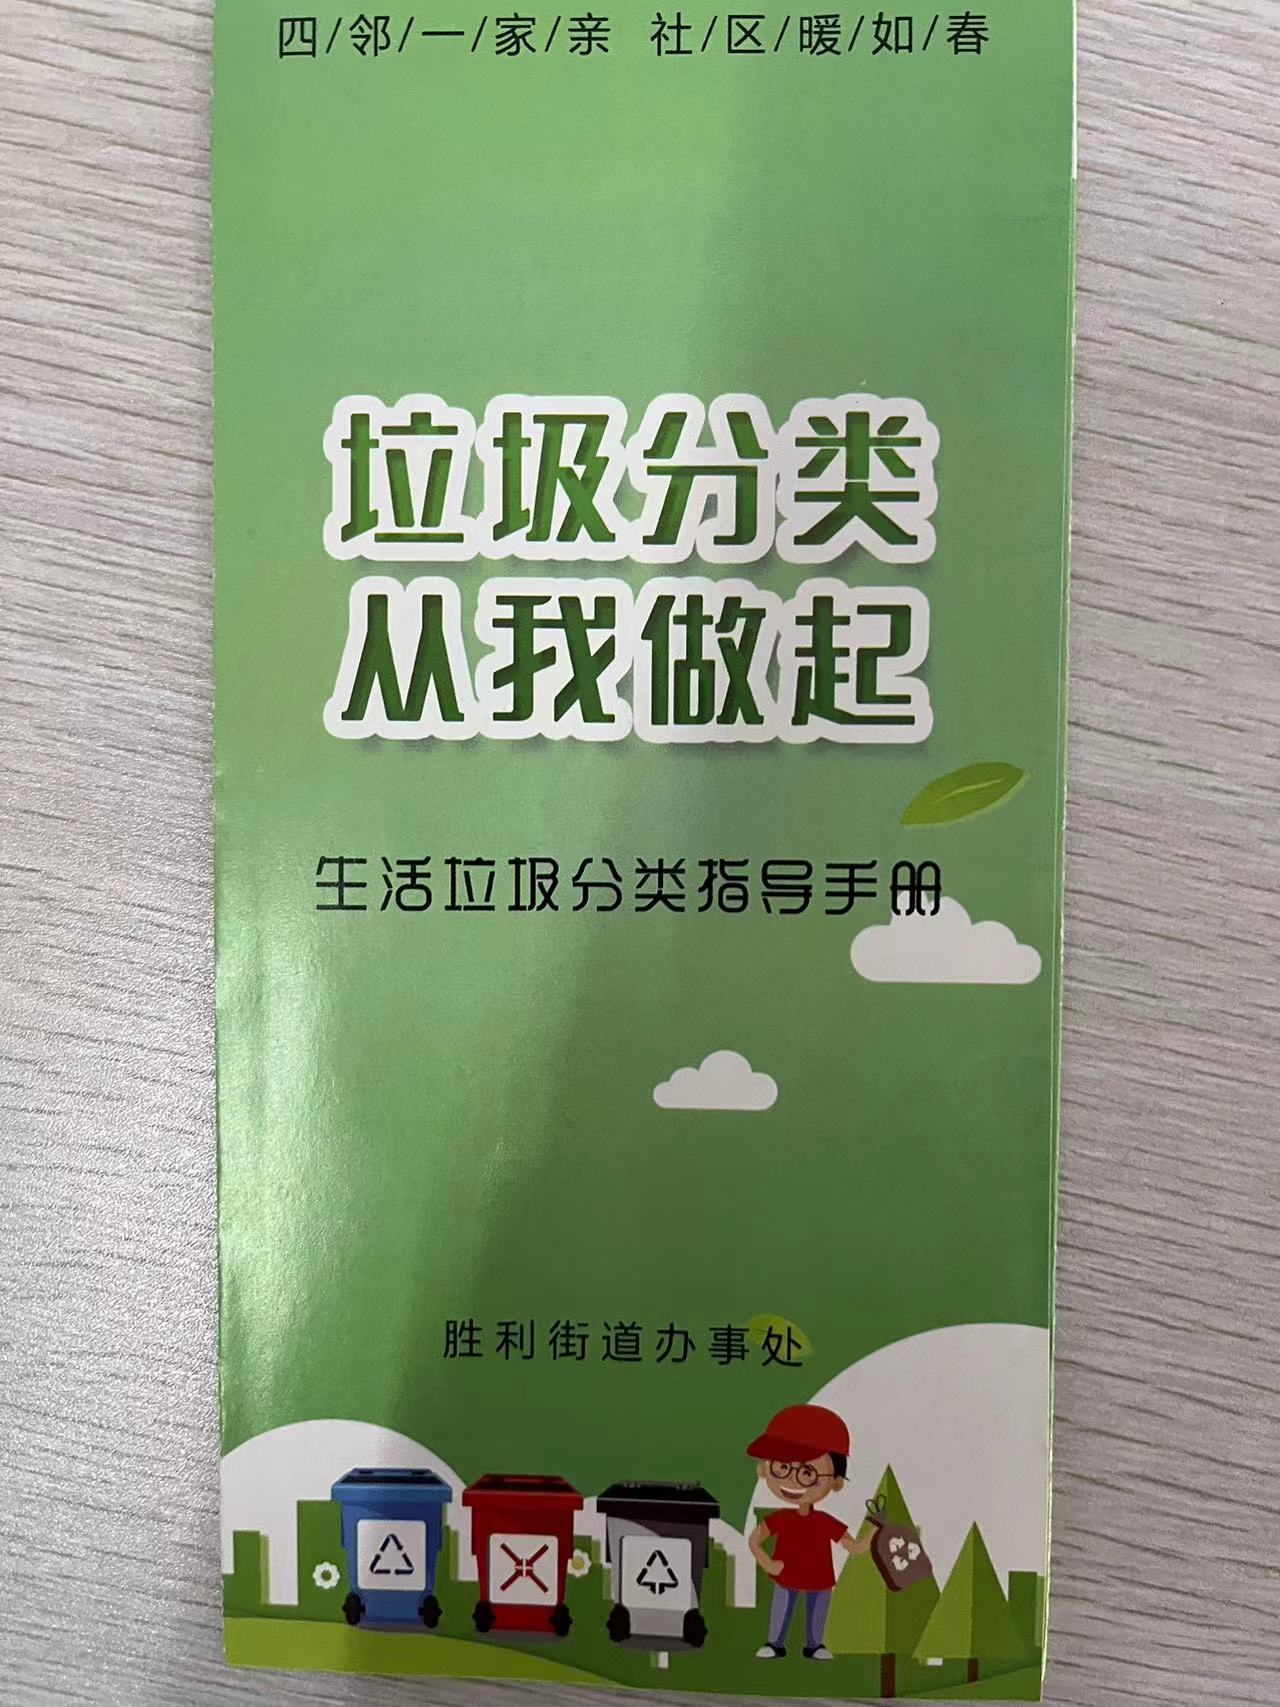 四/邻/一/家/亲 社/区/暖/如/春
垃圾分类
从我做起
生活垃圾分类指导手册
胜利街道办事处